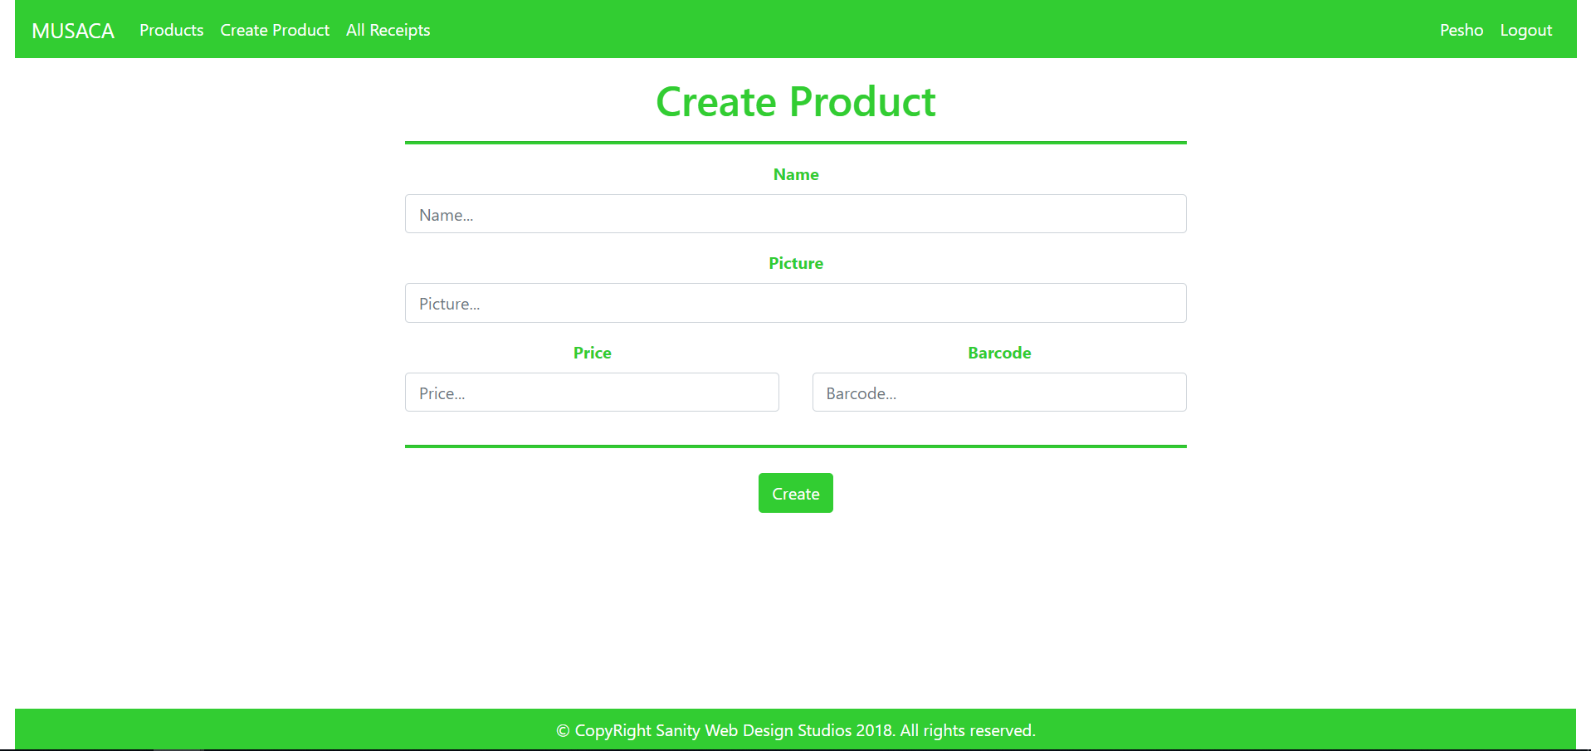 MUSACA Products Create Product All Receipts Pesho Logout
Create Product
Name
Name...
Picture
Picture...
Price Barcode
Price... Barcode...
Create
© CopyRight Sanity Web Design Studios 2018. All rights reserved.